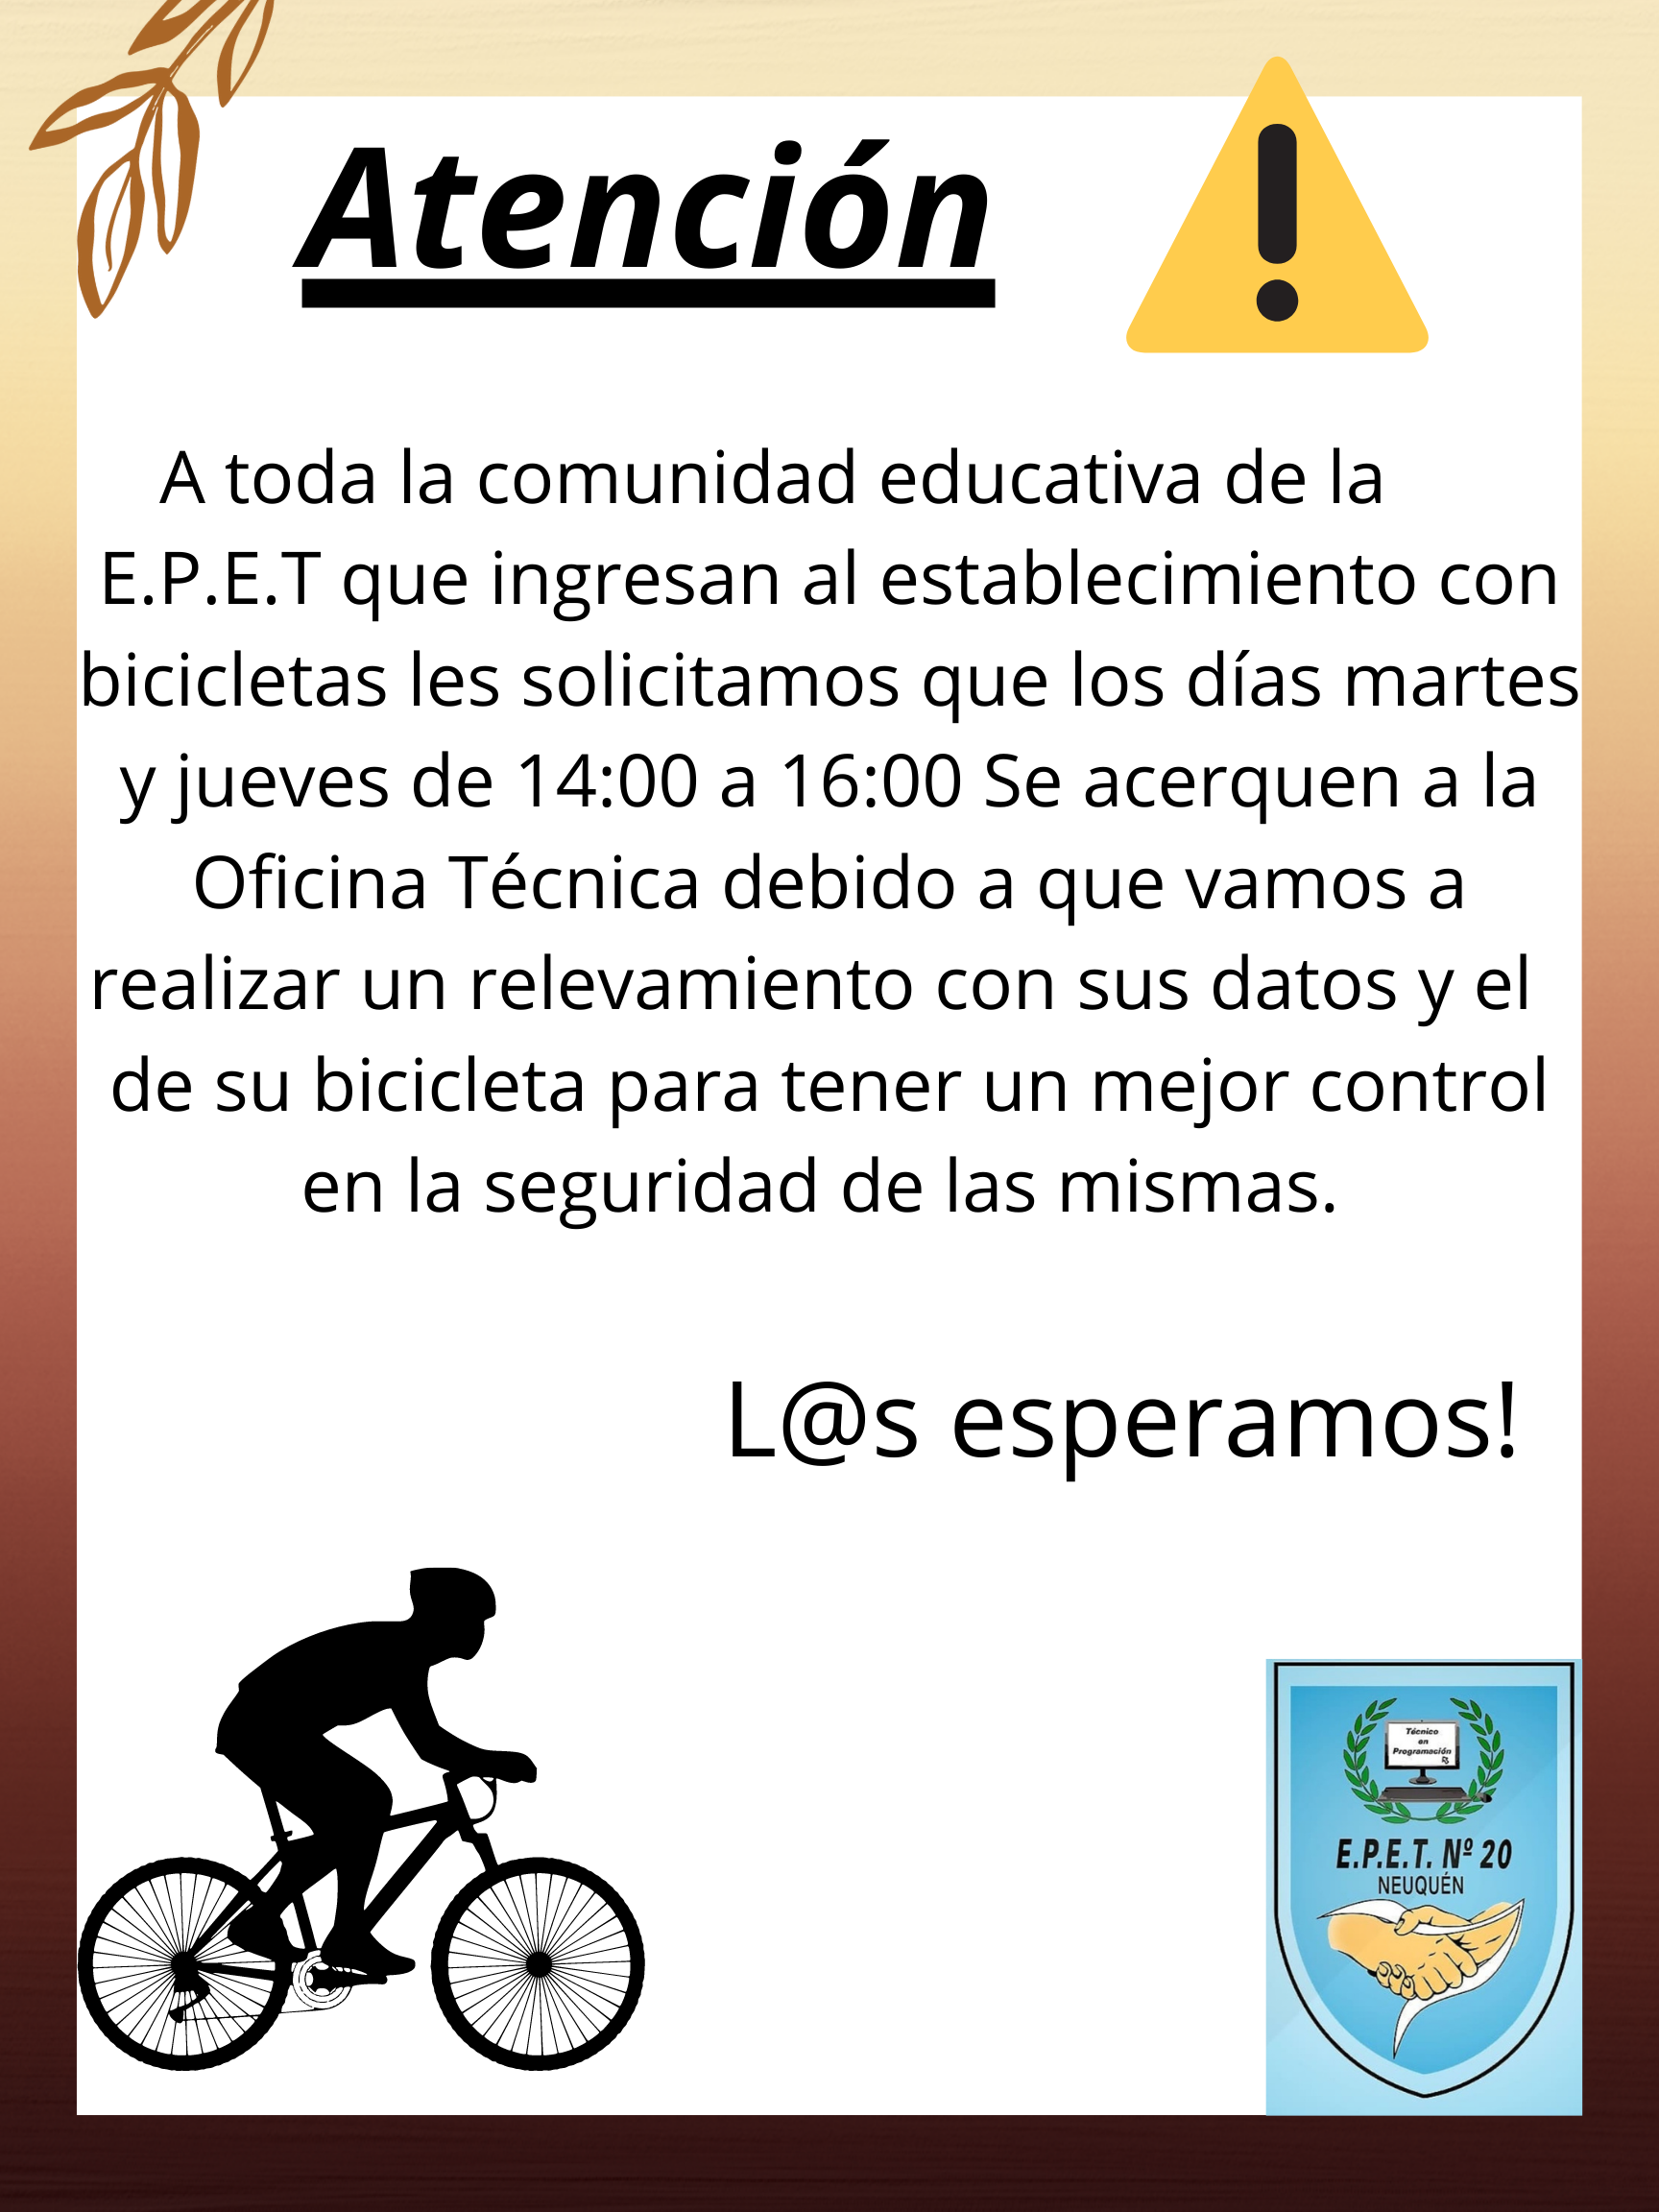 Atención
A toda la comunidad educativa de la
E.P.E.T que ingresan al establecimiento con
bicicletas les solicitamos que los días martes
y jueves de 14:00 a 16:00 Se acerquen a la
Oficina Técnica debido a que vamos a
realizar un relevamiento con sus datos y el
de su bicicleta para tener un mejor control
en la seguridad de las mismas.
L@s esperamos!
Técnico
en
Programación
E.P.E.T. Nº 20
NEUQUÉN